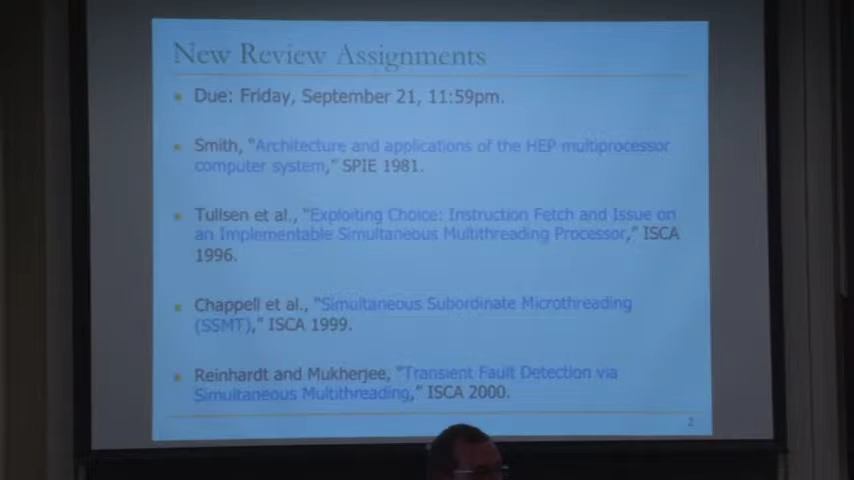 New Review Assignments
Due: Friday, September 21, 11:59pm.
Smith, "Architecture and applications of the HEP multiprocessor
computer system," SPIE 1981.
Tullsen et al., "Exploiting Choice: Instruction Fetch and Issue on
an Implementable Simultaneous Multithreading Processor," ISCA
1996.
Chappell et al., "Simultaneous Subordinate Microthreading
(SSMT)," ISCA 1999.
Reinhardt and Mukherjee, "Transient Fault Detection via
Simultaneous Multithreading," ISCA 2000.
2